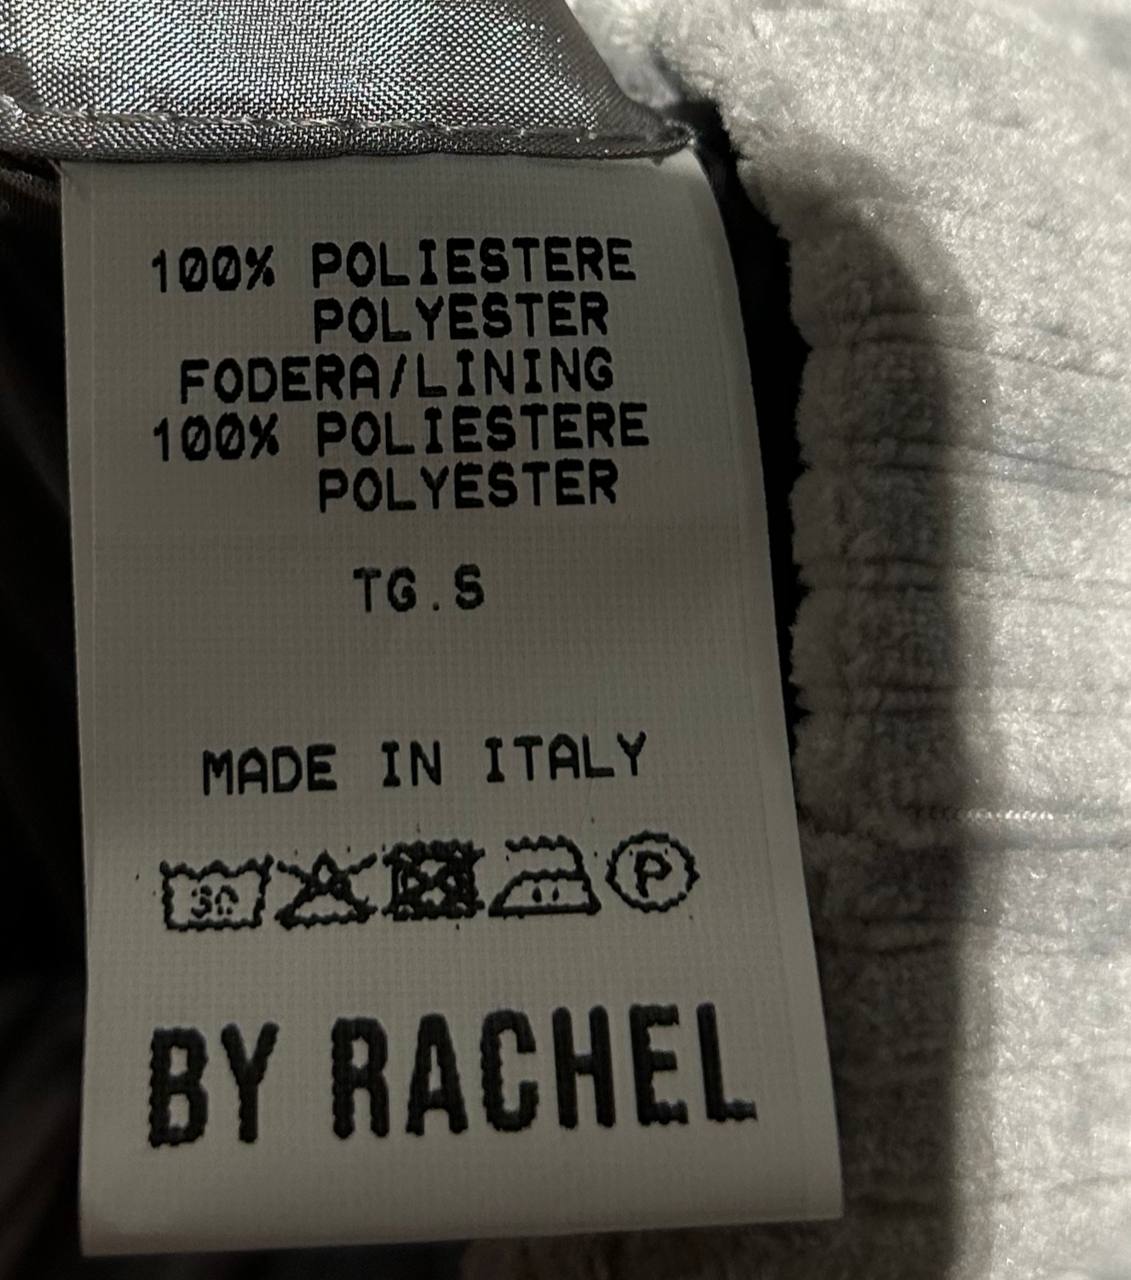 100% POLIESTERE
POLYESTER
FODERA/LINING
100% POLIESTERE
POLYESTER
TG.S
MADE IN ITALY
30 P
BY RACHEL